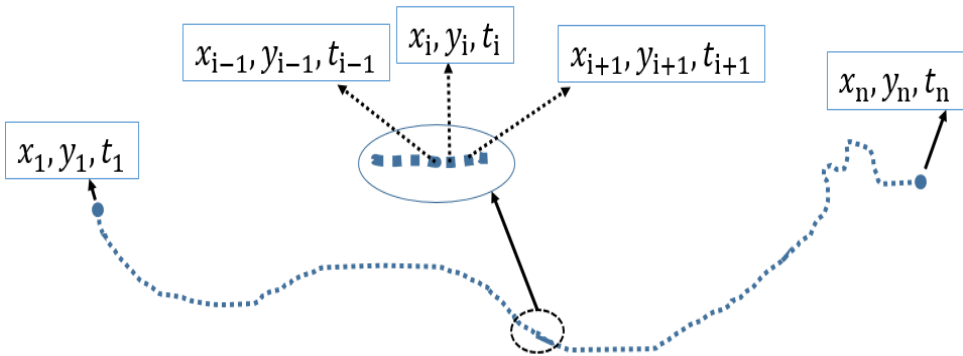 x_{i−1}, y_{i−1}, t_{i−1}
x_i, y_i, t_i
x_{i+1}, y_{i+1}, t_{i+1}
x_n, y_n, t_n
x_1, y_1, t_1